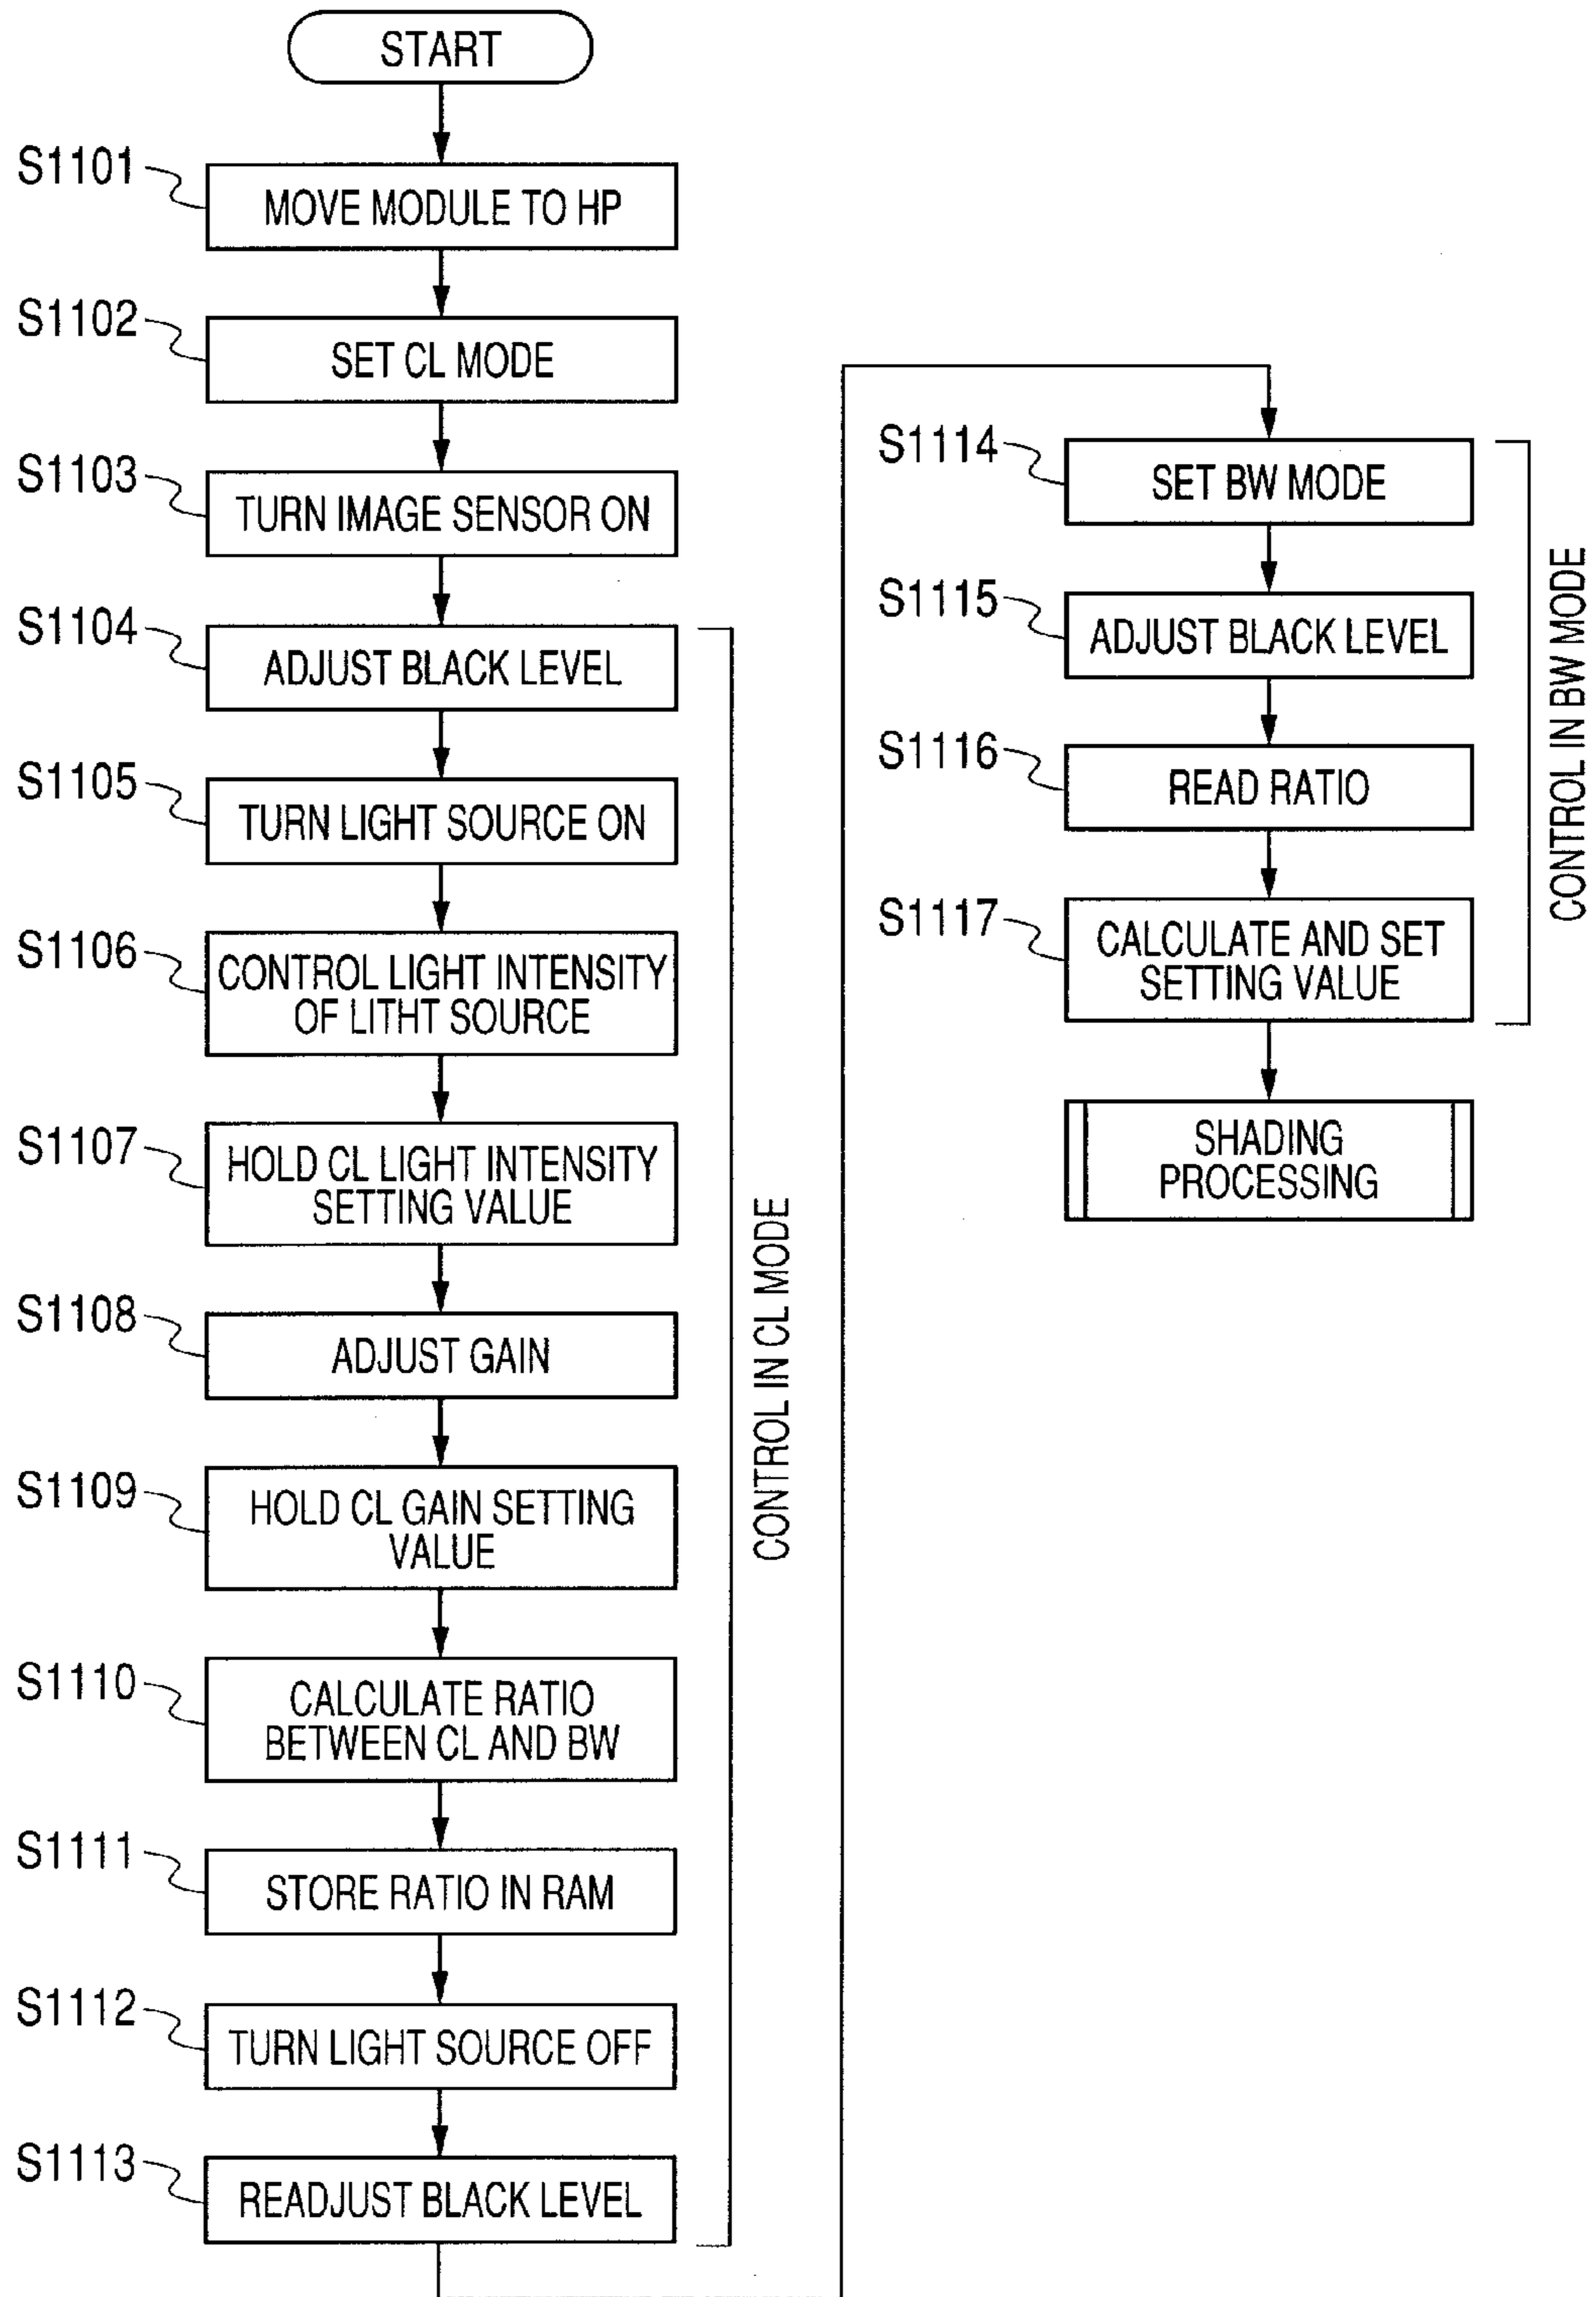 START
S1101
MOVE MODULE TO HP
S1102
SET CL MODE
S1103
TURN IMAGE SENSOR ON
S1104
ADJUST BLACK LEVEL
S1105
TURN LIGHT SOURCE ON
S1106
CONTROL LIGHT INTENSITY
OF LITHT SOURCE
S1107
HOLD CL LIGHT INTENSITY
SETTING VALUE
S1108
ADJUST GAIN
S1109
HOLD CL GAIN SETTING
VALUE
S1110
CALCULATE RATIO
BETWEEN CL AND BW
S1111
STORE RATIO IN RAM
S1112
TURN LIGHT SOURCE OFF
S1113
READJUST BLACK LEVEL
CONTROL IN CL MODE
S1114
SET BW MODE
S1115
ADJUST BLACK LEVEL
S1116
READ RATIO
S1117
CALCULATE AND SET
SETTING VALUE
SHADING
PROCESSING
CONTROL IN BW MODE